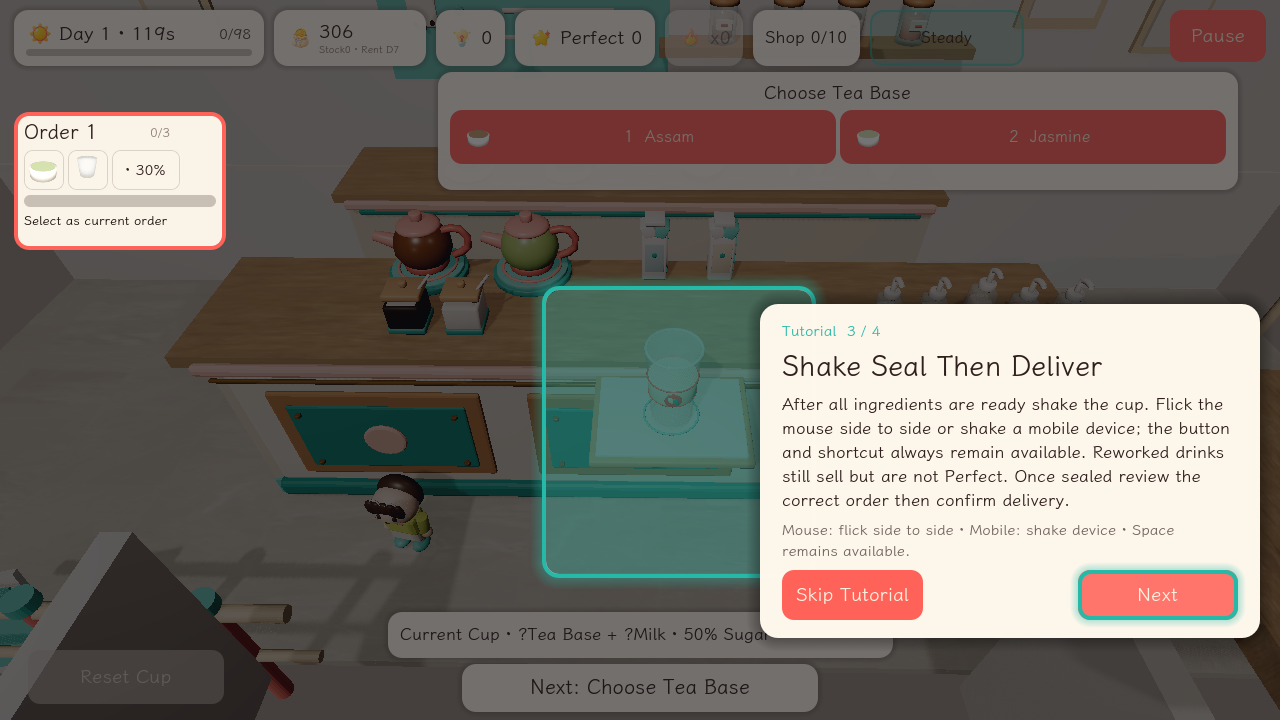 Day 1 • 119s
0/98
306
Stock0 • Rent D7
0
Perfect 0
x0
Shop 0/10
Steady
Pause
Choose Tea Base
1 Assam
2 Jasmine
Order 1
0/3
• 30%
Select as current order
Tutorial 3 / 4
Shake Seal Then Deliver
After all ingredients are ready shake the cup. Flick the
mouse side to side or shake a mobile device; the button
and shortcut always remain available. Reworked drinks
still sell but are not Perfect. Once sealed review the
correct order then confirm delivery.
Mouse: flick side to side • Mobile: shake device • Space
remains available.
Skip Tutorial
Next
Current Cup • ?Tea Base + ?Milk • 50% Sugar
Reset Cup
Next: Choose Tea Base